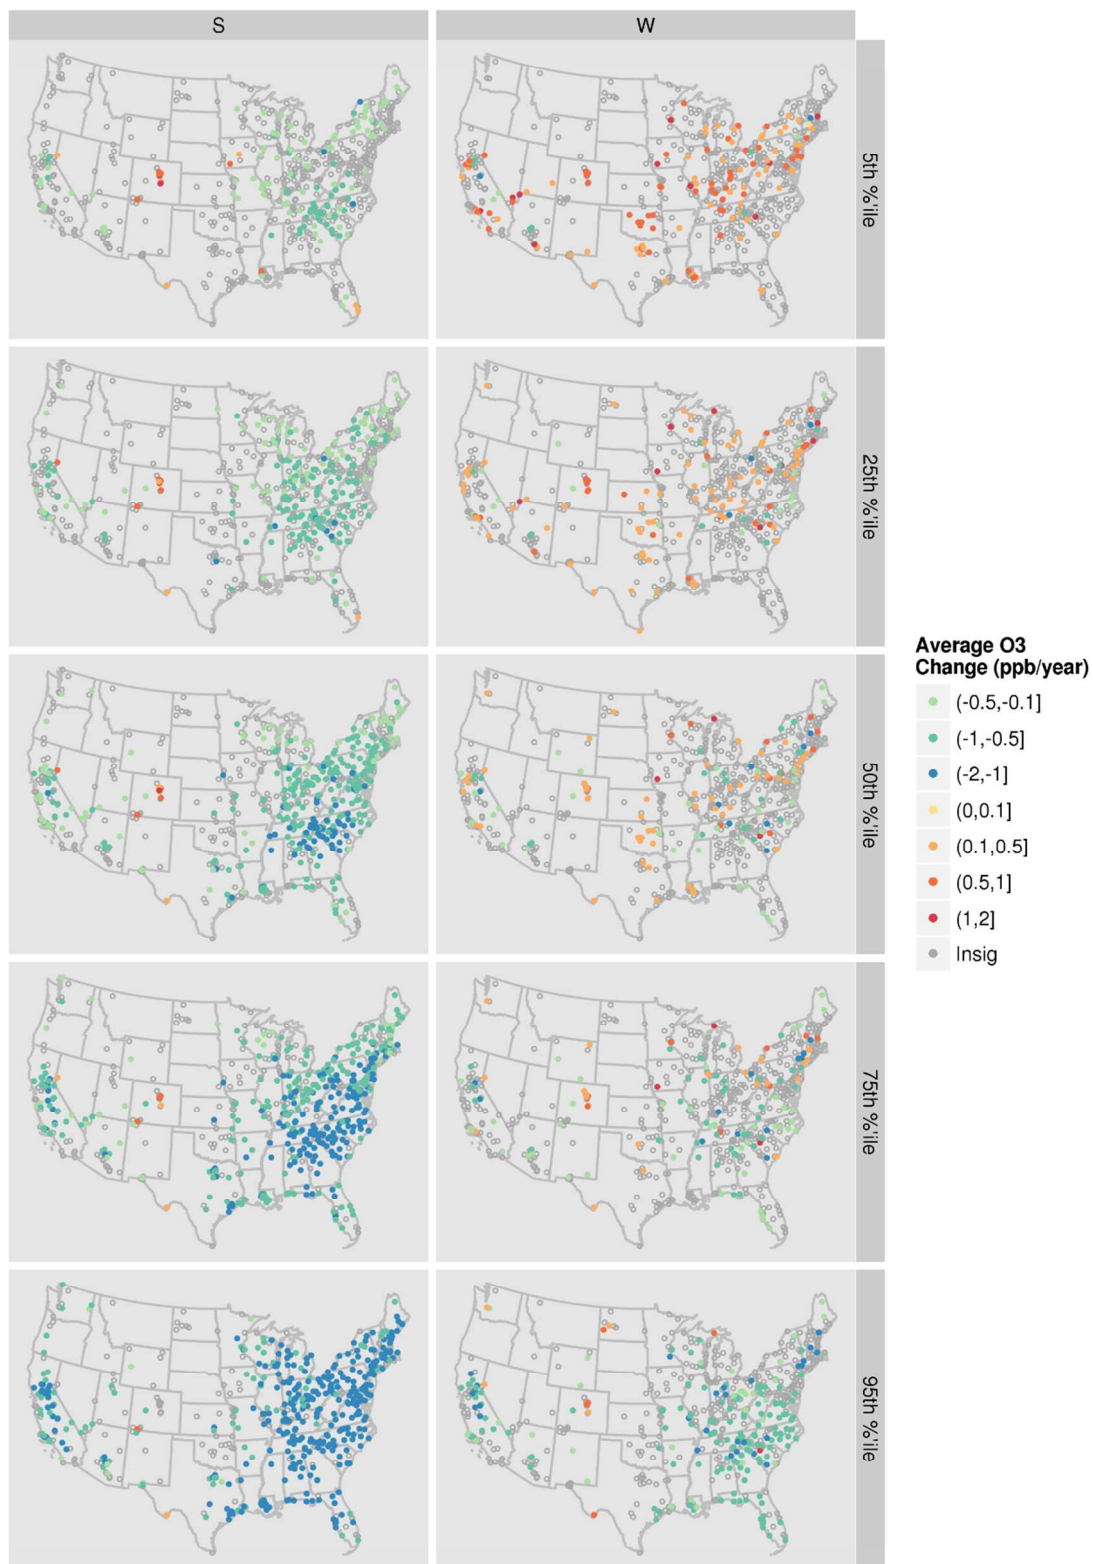 S
W
5th %'ile
25th %'ile
50th %'ile
75th %'ile
95th %'ile
Average O3
Change (ppb/year)
(-0.5,-0.1]
(-1,-0.5]
(-2,-1]
(0,0.1]
(0.1,0.5]
(0.5,1]
(1,2]
Insig